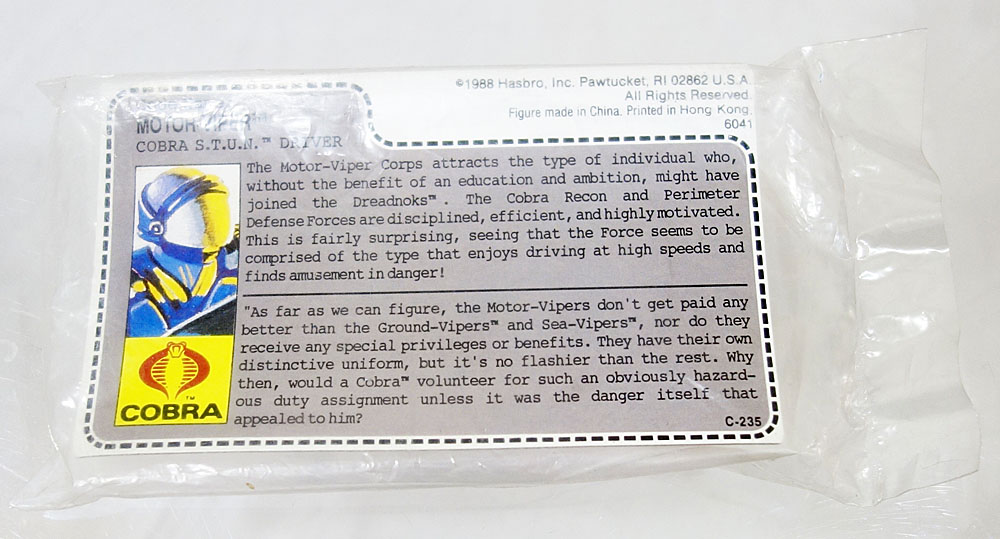 ©1988 Hasbro, Inc. Pawtucket, RI 02862 U.S.A.
All Rights Reserved.
Figure made in China. Printed in Hong Kong.
6041
MOTOR-VIPER™
COBRA S.T.U.N.™ DRIVER
The Motor-Viper Corps attracts the type of individual who,
without the benefit of an education and ambition, might have
joined the Dreadnoks™. The Cobra Recon and Perimeter
Defense Forces are disciplined, efficient, and highly motivated.
This is fairly surprising, seeing that the Force seems to be
comprised of the type that enjoys driving at high speeds and
finds amusement in danger!
"As far as we can figure, the Motor-Vipers don't get paid any
better than the Ground-Vipers™ and Sea-Vipers™, nor do they
receive any special privileges or benefits. They have their own
distinctive uniform, but it's no flashier than the rest. Why
then, would a Cobra™ volunteer for such an obviously hazard-
ous duty assignment unless it was the danger itself that
appealed to him?
™
COBRA
C-235